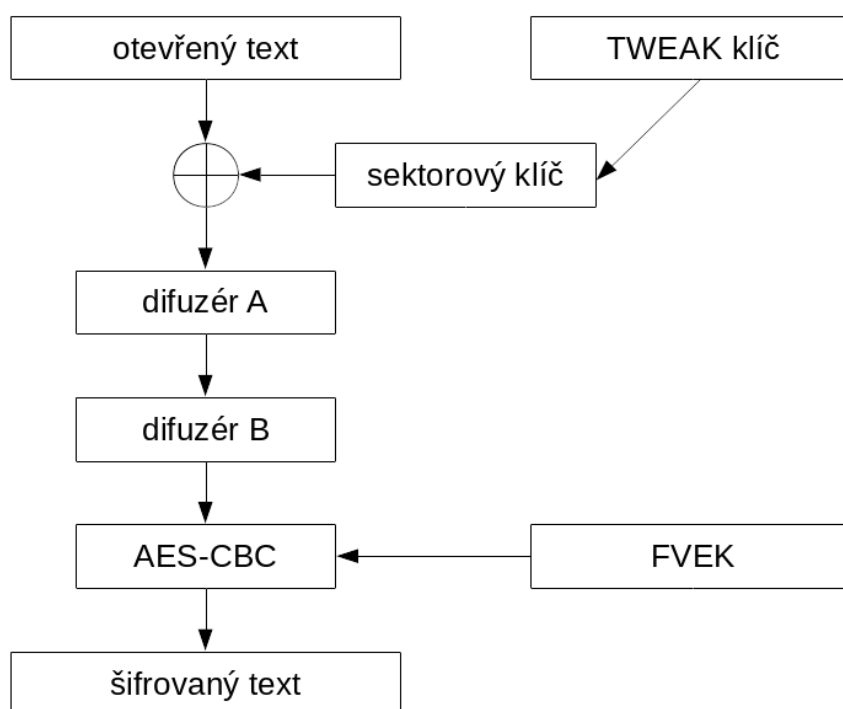 otevřený text
TWEAK klíč
sektorový klíč
difuzér A
difuzér B
AES-CBC
FVEK
šifrovaný text